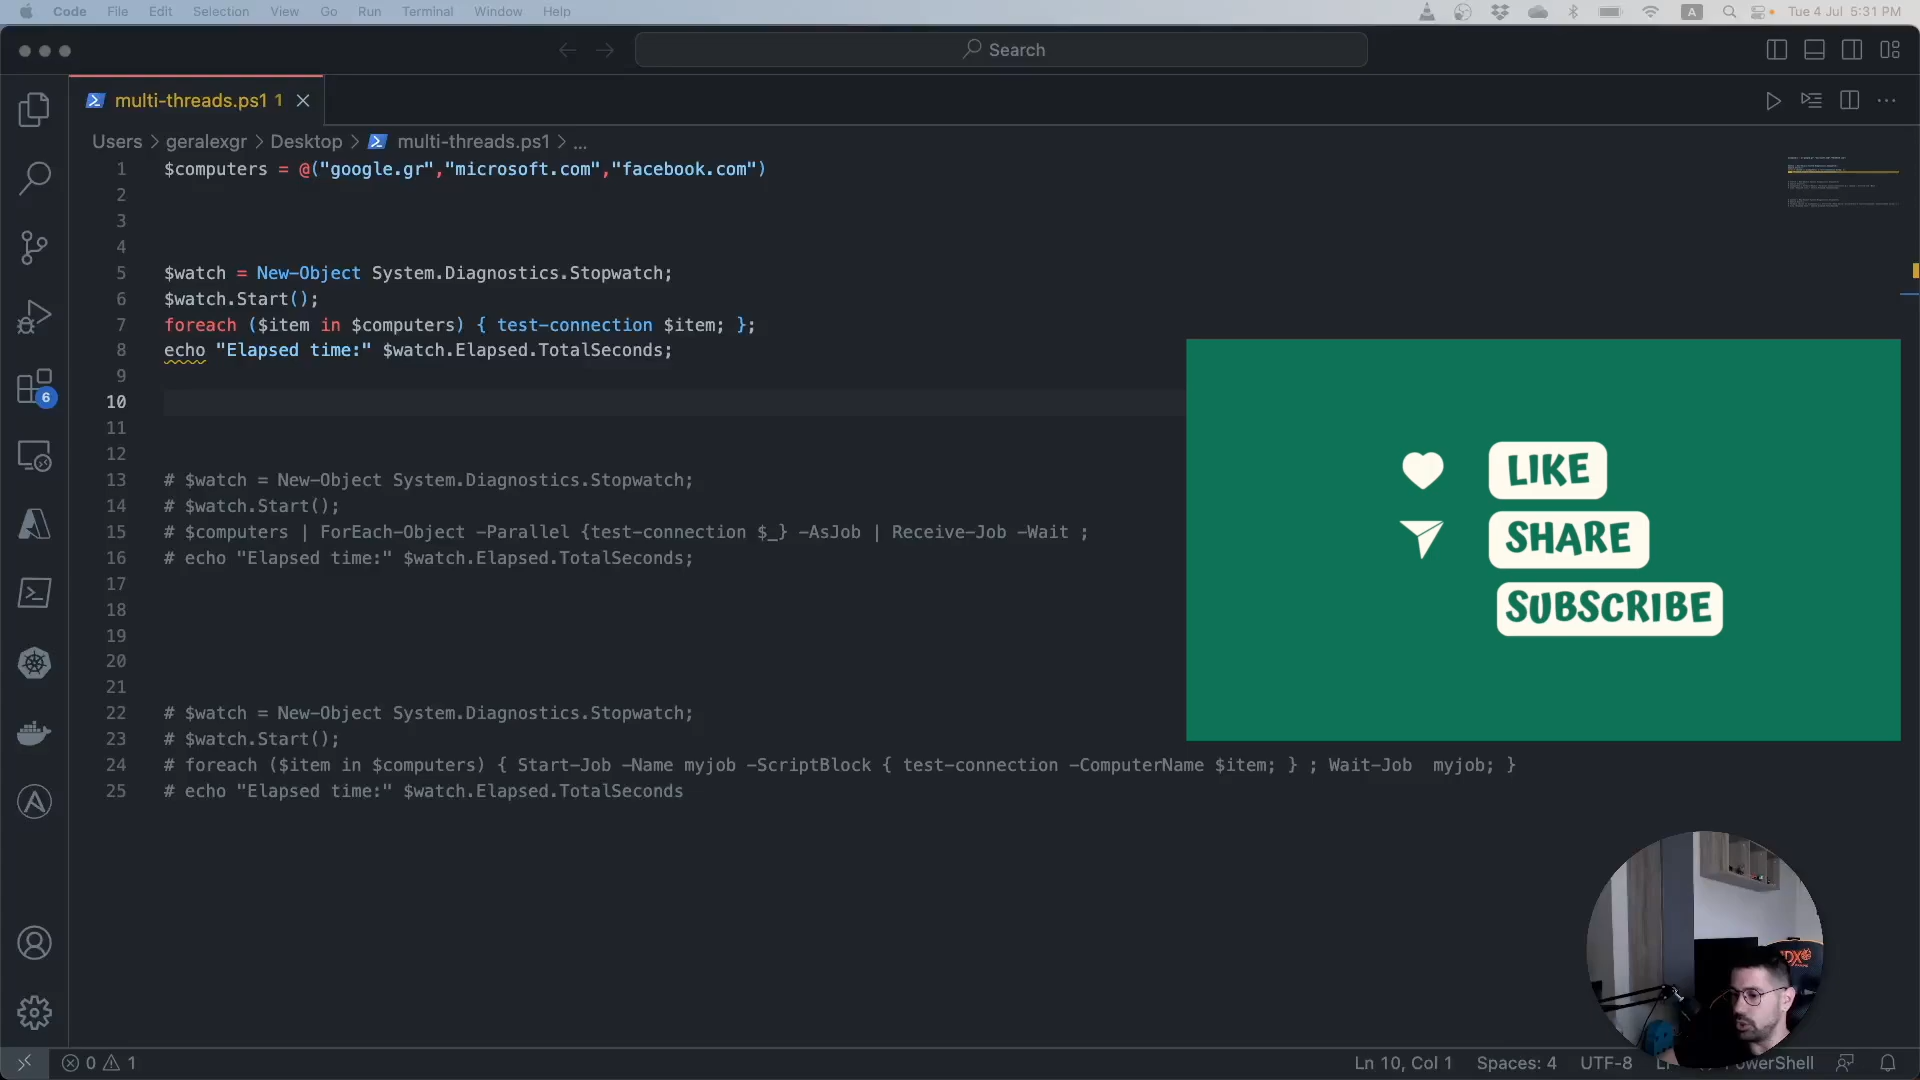 Code File Edit Selection View Go Run Terminal Window Help
A Tue 4 Jul 5:31 PM
Search
multi-threads.ps1 1
Users > geralexgr > Desktop > multi-threads.ps1 > ...
1 $computers = @("google.gr","microsoft.com","facebook.com")
2
3
4
5 $watch = New-Object System.Diagnostics.Stopwatch;
6 $watch.Start();
7 foreach ($item in $computers) { test-connection $item; };
8 echo "Elapsed time:" $watch.Elapsed.TotalSeconds;
9
10
11
12
13 # $watch = New-Object System.Diagnostics.Stopwatch;
14 # $watch.Start();
15 # $computers | ForEach-Object -Parallel {test-connection $_} -AsJob | Receive-Job -Wait ;
16 # echo "Elapsed time:" $watch.Elapsed.TotalSeconds;
17
18
19
20
21
22 # $watch = New-Object System.Diagnostics.Stopwatch;
23 # $watch.Start();
24 # foreach ($item in $computers) { Start-Job -Name myjob -ScriptBlock { test-connection -ComputerName $item; } ; Wait-Job  myjob; }
25 # echo "Elapsed time:" $watch.Elapsed.TotalSeconds
6
LIKE
SHARE
SUBSCRIBE
0 1
Ln 10, Col 1 Spaces: 4 UTF-8